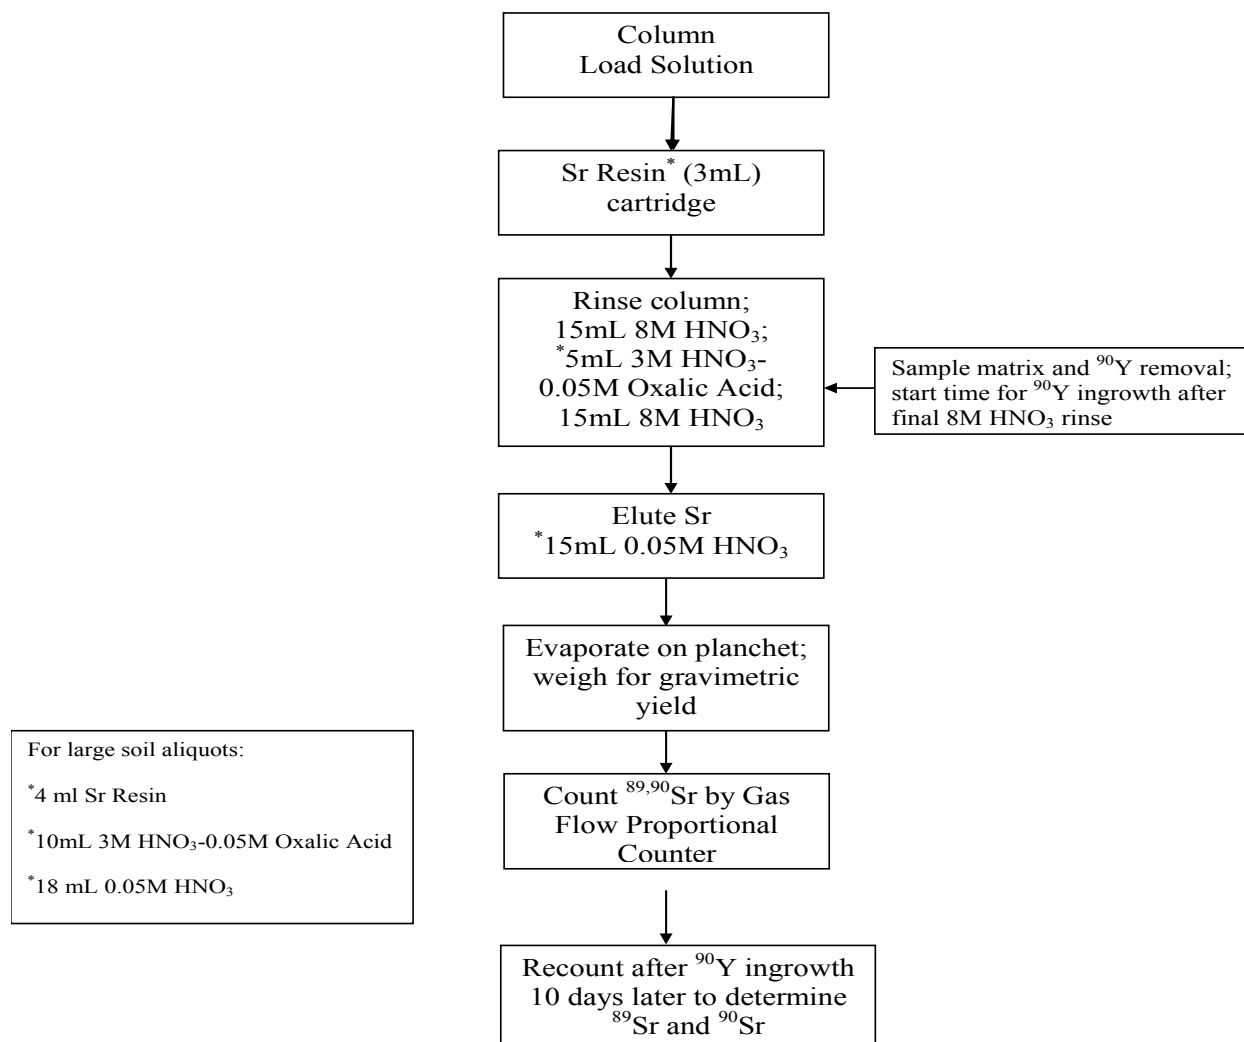 Column
Load Solution
Sr Resin* (3mL)
cartridge
Rinse column;
15mL 8M HNO₃;
*5mL 3M HNO₃-
0.05M Oxalic Acid;
15mL 8M HNO₃
Sample matrix and ⁹⁰Y removal;
start time for ⁹⁰Y ingrowth after
final 8M HNO₃ rinse
Elute Sr
*15mL 0.05M HNO₃
Evaporate on planchet;
weigh for gravimetric
yield
For large soil aliquots:
*4 ml Sr Resin
*10mL 3M HNO₃-0.05M Oxalic Acid
*18 mL 0.05M HNO₃
Count ⁸⁹,⁹⁰Sr by Gas
Flow Proportional
Counter
Recount after ⁹⁰Y ingrowth
10 days later to determine
⁸⁹Sr and ⁹⁰Sr